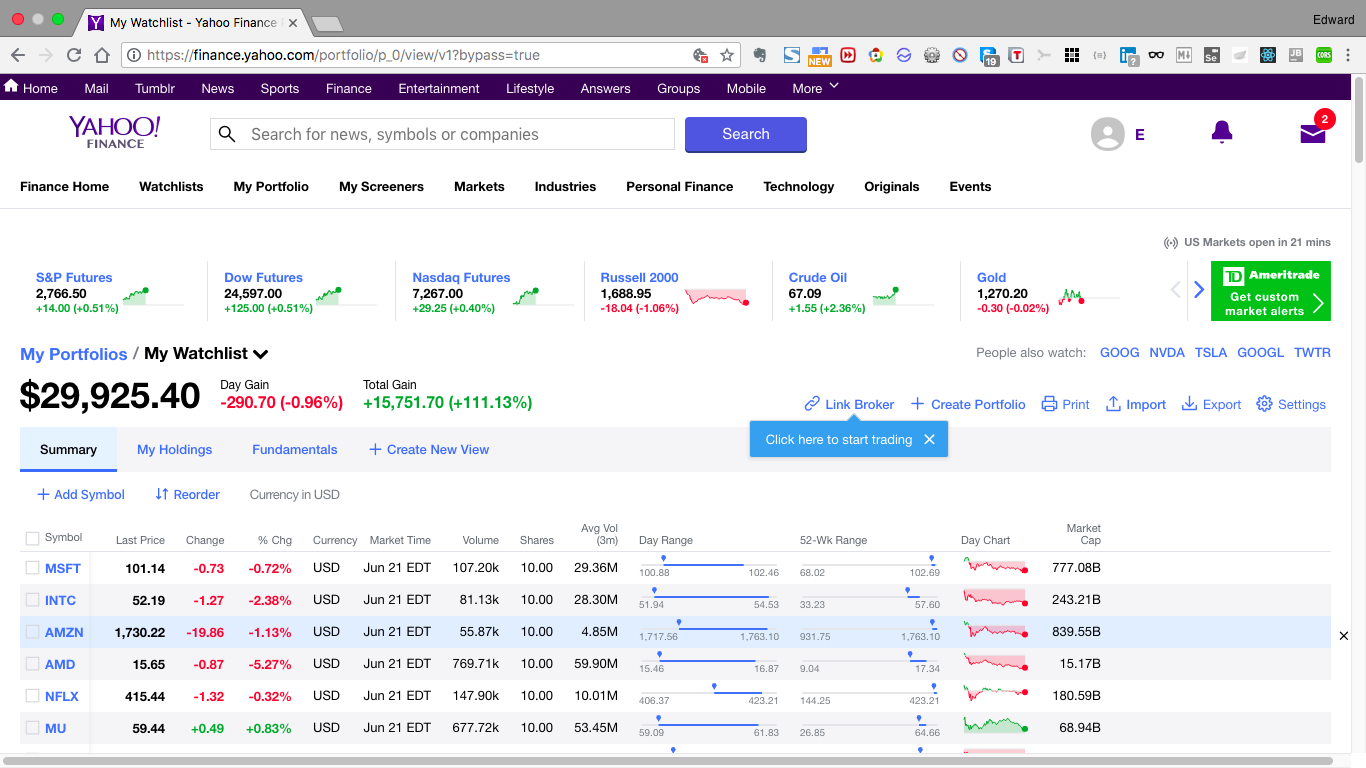 My Watchlist - Yahoo Finance
Edward
https://finance.yahoo.com/portfolio/p_0/view/v1?bypass=true
NEW
19
T
?
M
Se
JB
CORS
Home Mail Tumblr News Sports Finance Entertainment Lifestyle Answers Groups Mobile More
YAHOO!
FINANCE
Search for news, symbols or companies
Search
E
2
Finance Home Watchlists My Portfolio My Screeners Markets Industries Personal Finance Technology Originals Events
US Markets open in 21 mins
S&P Futures Dow Futures Nasdaq Futures Russell 2000 Crude Oil Gold
2,766.50 24,597.00 7,267.00 1,688.95 67.09 1,270.20
+14.00 (+0.51%) +125.00 (+0.51%) +29.25 (+0.40%) -18.04 (-1.06%) +1.55 (+2.36%) -0.30 (-0.02%)
TD Ameritrade
Get custom
market alerts
My Portfolios / My Watchlist
People also watch: GOOG NVDA TSLA GOOGL TWTR
$29,925.40
Day Gain
-290.70 (-0.96%)
Total Gain
+15,751.70 (+111.13%)
Link Broker + Create Portfolio Print Import Export Settings
Click here to start trading ×
Summary My Holdings Fundamentals + Create New View
+ Add Symbol Reorder Currency in USD
Symbol Last Price Change % Chg Currency Market Time Volume Shares Avg Vol (3m) Day Range 52-Wk Range Day Chart Market Cap
MSFT 101.14 -0.73 -0.72% USD Jun 21 EDT 107.20k 10.00 29.36M 100.88 102.46 68.02 102.69 777.08B
INTC 52.19 -1.27 -2.38% USD Jun 21 EDT 81.13k 10.00 28.30M 51.94 54.53 33.23 57.60 243.21B
AMZN 1,730.22 -19.86 -1.13% USD Jun 21 EDT 55.87k 10.00 4.85M 1,717.56 1,763.10 931.75 1,763.10 839.55B
AMD 15.65 -0.87 -5.27% USD Jun 21 EDT 769.71k 10.00 59.90M 15.46 16.87 9.04 17.34 15.17B
NFLX 415.44 -1.32 -0.32% USD Jun 21 EDT 147.90k 10.00 10.01M 406.37 423.21 144.25 423.21 180.59B
MU 59.44 +0.49 +0.83% USD Jun 21 EDT 677.72k 10.00 53.45M 59.09 61.83 26.85 64.66 68.94B